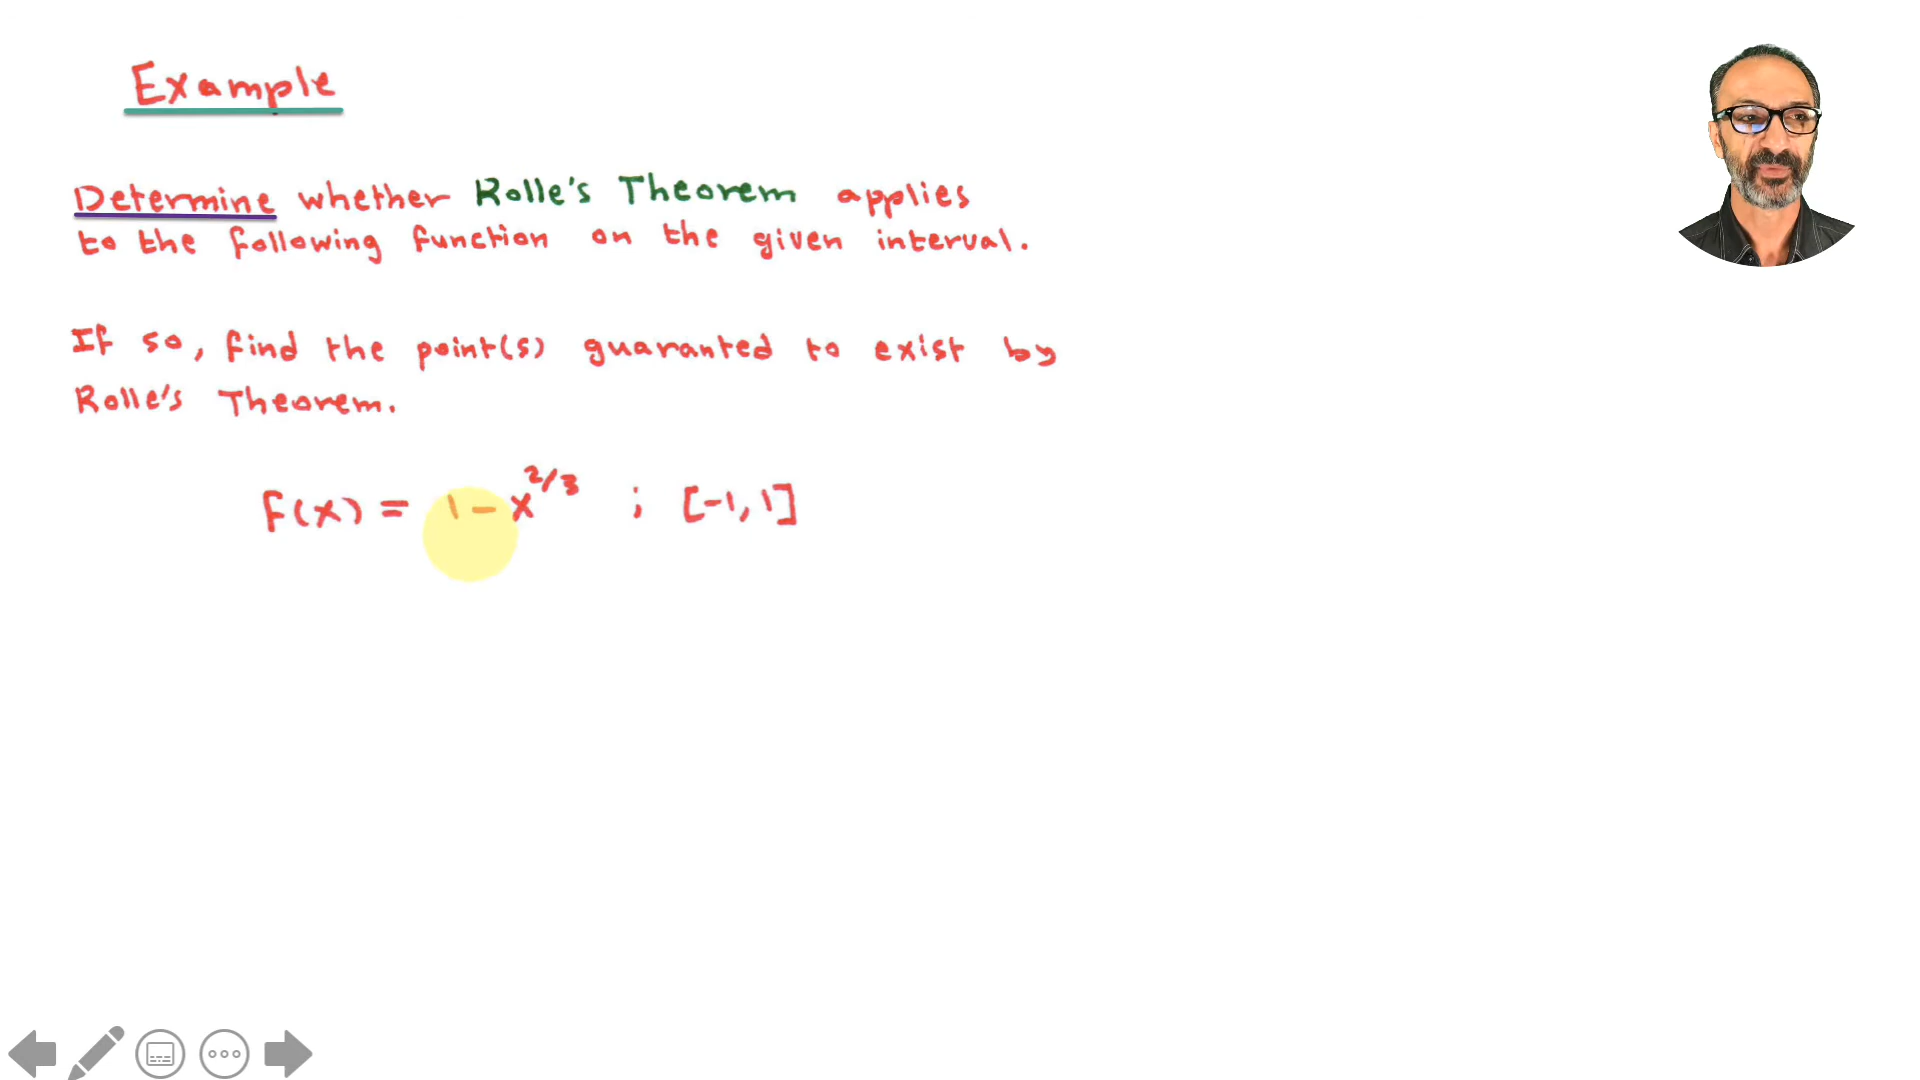 Example
Determine whether Rolle's Theorem applies
to the following function on the given interval.
If so, find the point(s) guaranted to exist by
Rolle's Theorem.
f(x) = 1 - x^{2/3} ; [-1, 1]